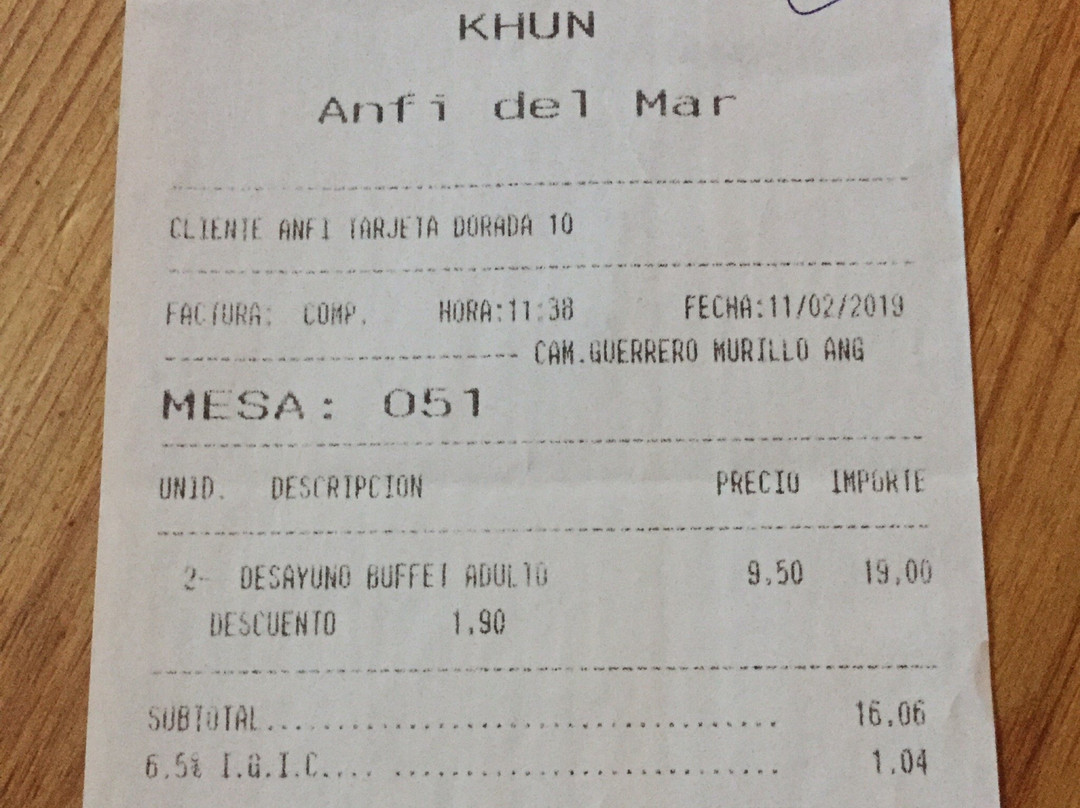 KHUN
Anfi del Mar
CLIENTE ANFI TARJETA DORADA 10
FACTURA: COMP. HORA:11:38 FECHA:11/02/2019
CAM.GUERRERO MURILLO ANG
MESA: 051
UNID. DESCRIPCION PRECIO IMPORTE
2- DESAYUNO BUFFET ADULTO 9,50 19,00
DESCUENTO 1,90
SUBTOTAL....................................... 16,06
6,5% I.G.I.C.... ............................. 1,04